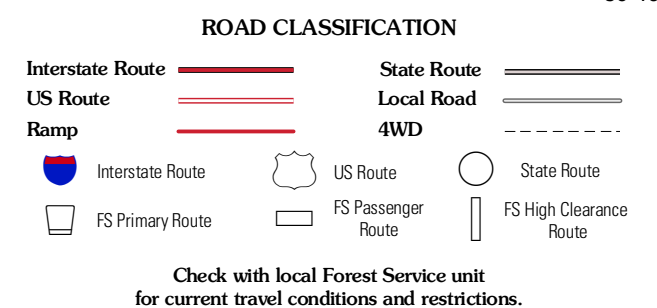 ROAD CLASSIFICATION
Interstate Route
State Route
US Route
Local Road
Ramp
4WD
Interstate Route
US Route
State Route
FS Primary Route
FS Passenger
Route
FS High Clearance
Route
Check with local Forest Service unit
for current travel conditions and restrictions.